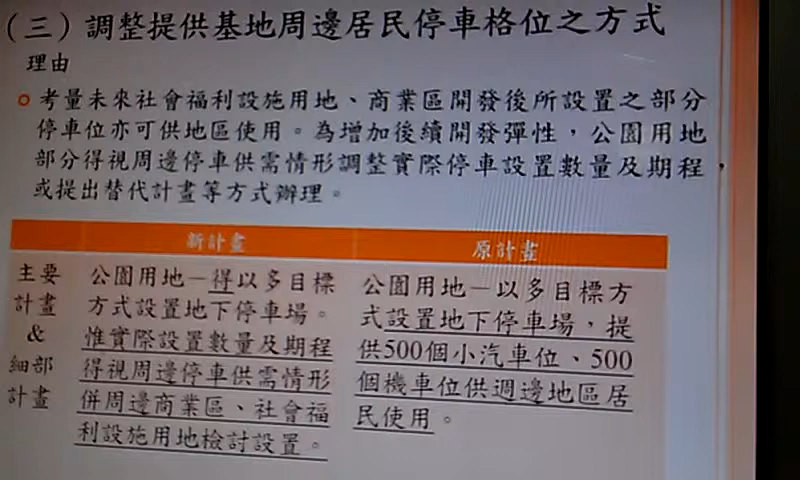 （三）調整提供基地周邊居民停車格位之方式
理由
考量未來社會福利設施用地、商業區開發後所設置之部分
停車位亦可供地區使用。為增加後續開發彈性，公園用地
部分得視周邊停車供需情形調整實際停車設置數量及期程，
或提出替代計畫等方式辦理。
新計畫
原計畫
主要
計畫
&
細部
計畫
公園用地－得以多目標
方式設置地下停車場。
惟實際設置數量及期程
得視周邊停車供需情形
併周邊商業區、社會福
利設施用地檢討設置。
公園用地－以多目標方
式設置地下停車場，提
供500個小汽車位、500
個機車位供週邊地區居
民使用。